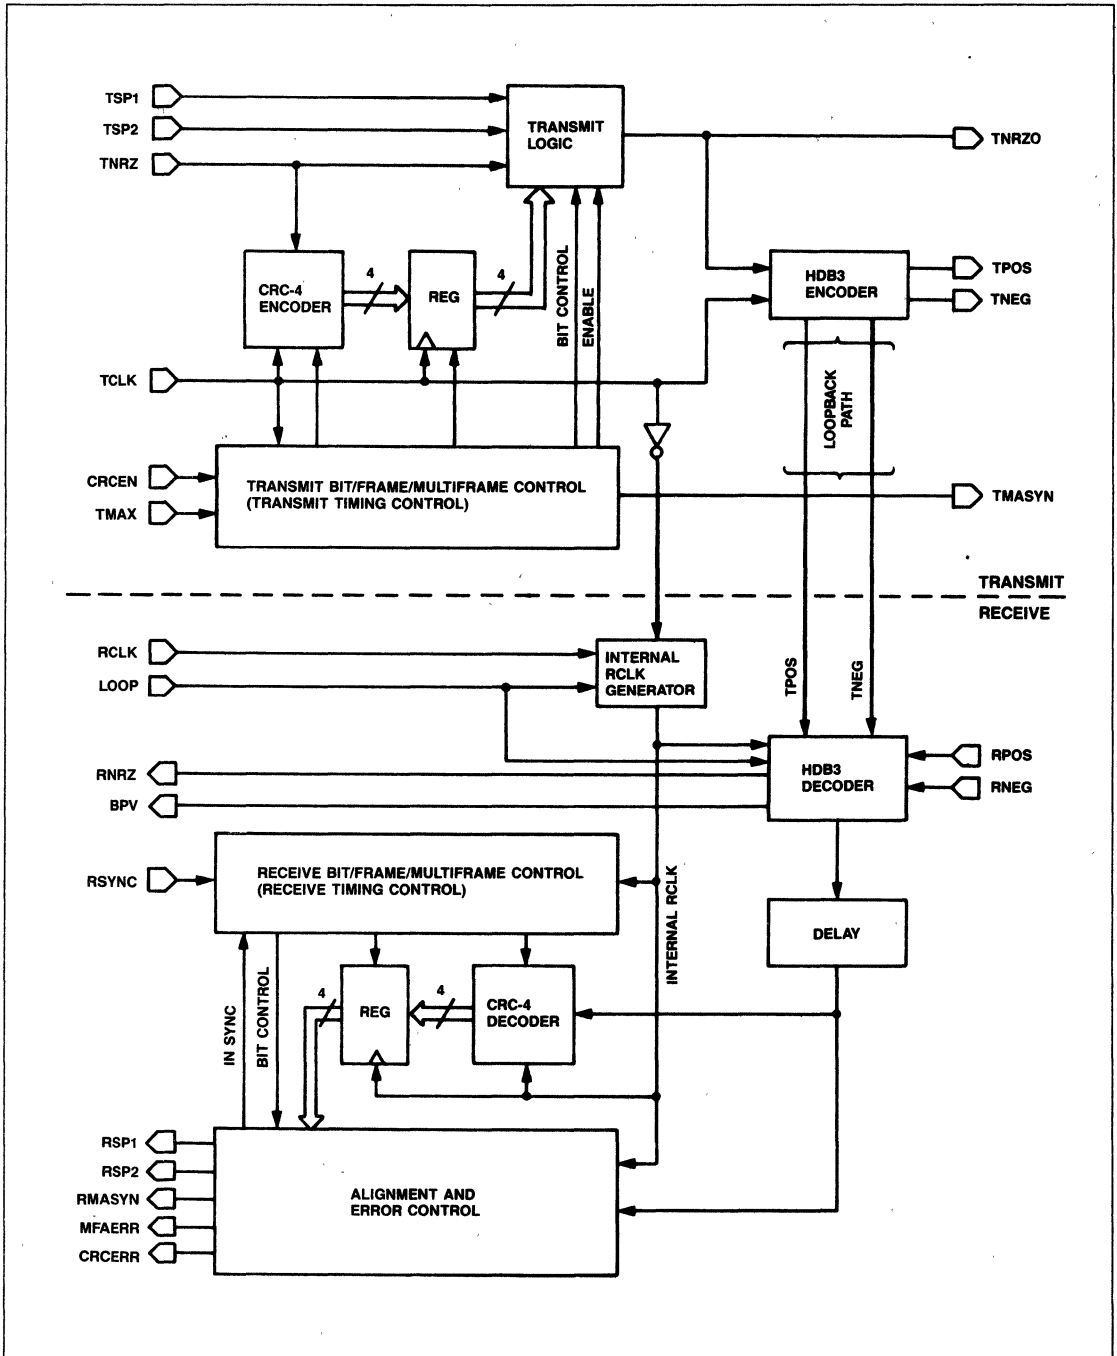 TSP1
TSP2
TNRZ
TRANSMIT
LOGIC
TNRZO
CRC-4
ENCODER
4
REG
4
BIT CONTROL
ENABLE
HDB3
ENCODER
TPOS
TNEG
TCLK
LOOPBACK
PATH
CRCEN
TMAX
TRANSMIT BIT/FRAME/MULTIFRAME CONTROL
(TRANSMIT TIMING CONTROL)
TMASYN
TRANSMIT
RECEIVE
RCLK
LOOP
INTERNAL
RCLK
GENERATOR
TPOS
TNEG
RNRZ
BPV
HDB3
DECODER
RPOS
RNEG
RSYNC
RECEIVE BIT/FRAME/MULTIFRAME CONTROL
(RECEIVE TIMING CONTROL)
INTERNAL RCLK
DELAY
IN SYNC
BIT CONTROL
4
REG
4
CRC-4
DECODER
RSP1
RSP2
RMASYN
MFAERR
CRCERR
ALIGNMENT AND
ERROR CONTROL